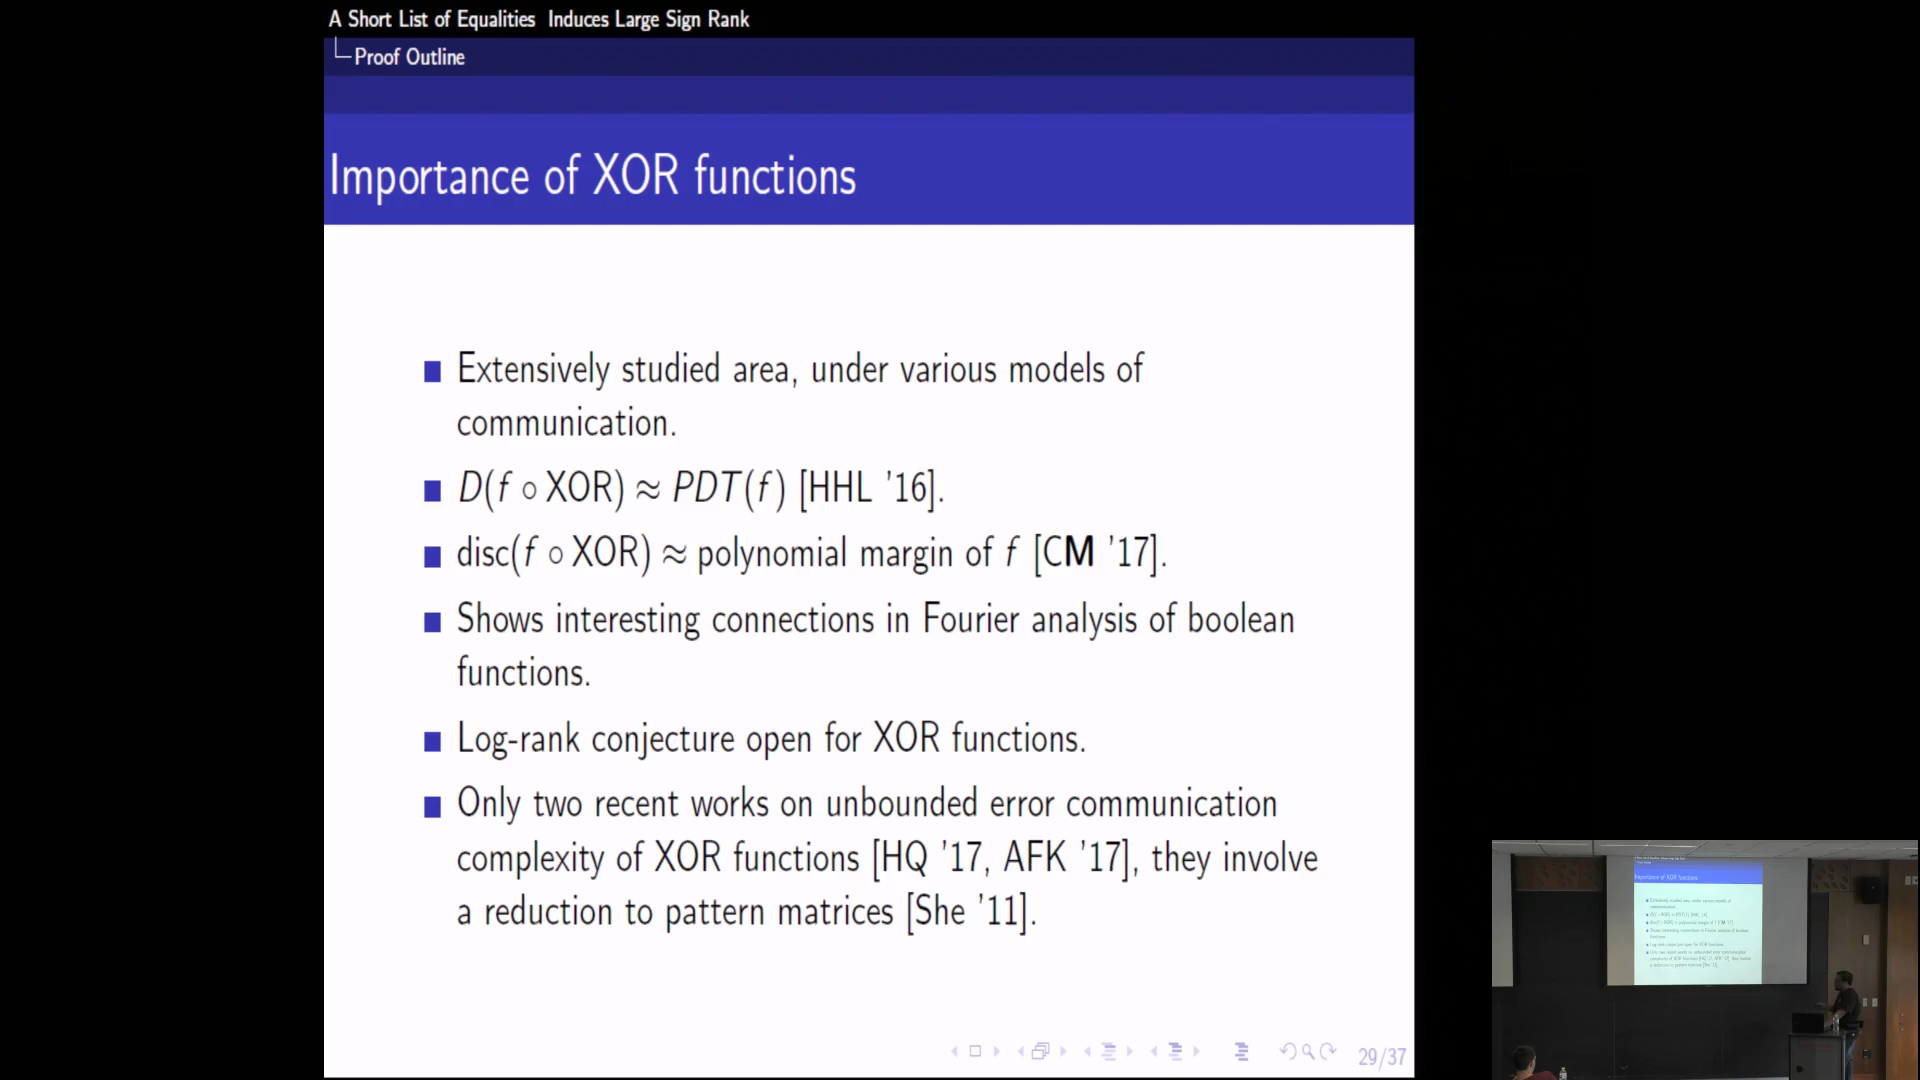 A Short List of Equalities Induces Large Sign Rank
Proof Outline
Importance of XOR functions
Extensively studied area, under various models of
communication.
D(f ∘ XOR) ≈ PDT(f) [HHL '16].
disc(f ∘ XOR) ≈ polynomial margin of f [CM '17].
Shows interesting connections in Fourier analysis of boolean
functions.
Log-rank conjecture open for XOR functions.
Only two recent works on unbounded error communication
complexity of XOR functions [HQ '17, AFK '17], they involve
a reduction to pattern matrices [She '11].
29/37